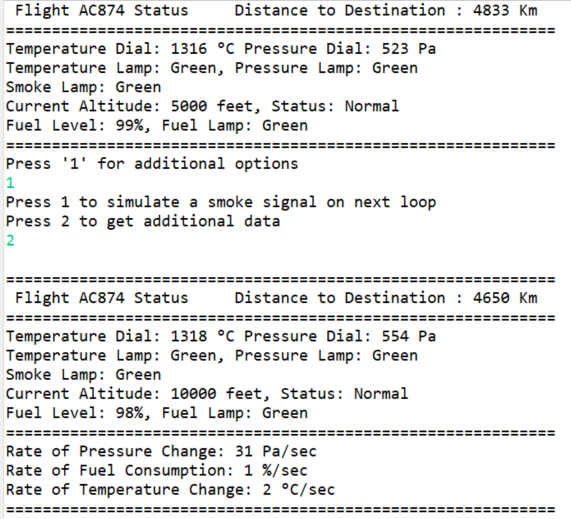 Flight AC874 Status     Distance to Destination : 4833 Km
============================================================
Temperature Dial: 1316 °C Pressure Dial: 523 Pa
Temperature Lamp: Green, Pressure Lamp: Green
Smoke Lamp: Green
Current Altitude: 5000 feet, Status: Normal
Fuel Level: 99%, Fuel Lamp: Green
============================================================
Press '1' for additional options
1
Press 1 to simulate a smoke signal on next loop
Press 2 to get additional data
2
============================================================
Flight AC874 Status     Distance to Destination : 4650 Km
============================================================
Temperature Dial: 1318 °C Pressure Dial: 554 Pa
Temperature Lamp: Green, Pressure Lamp: Green
Smoke Lamp: Green
Current Altitude: 10000 feet, Status: Normal
Fuel Level: 98%, Fuel Lamp: Green
============================================================
Rate of Pressure Change: 31 Pa/sec
Rate of Fuel Consumption: 1 %/sec
Rate of Temperature Change: 2 °C/sec
============================================================